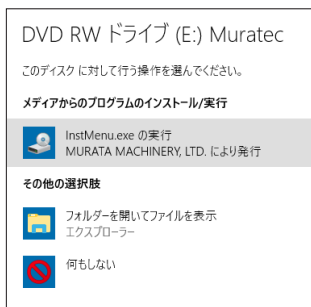 DVD RW ドライブ (E:) Muratec
このディスク に対して行う操作を選んでください。
メディアからのプログラムのインストール/実行
InstMenu.exe の実行
MURATA MACHINERY, LTD. により発行
その他の選択肢
フォルダーを開いてファイルを表示
エクスプローラー
何もしない